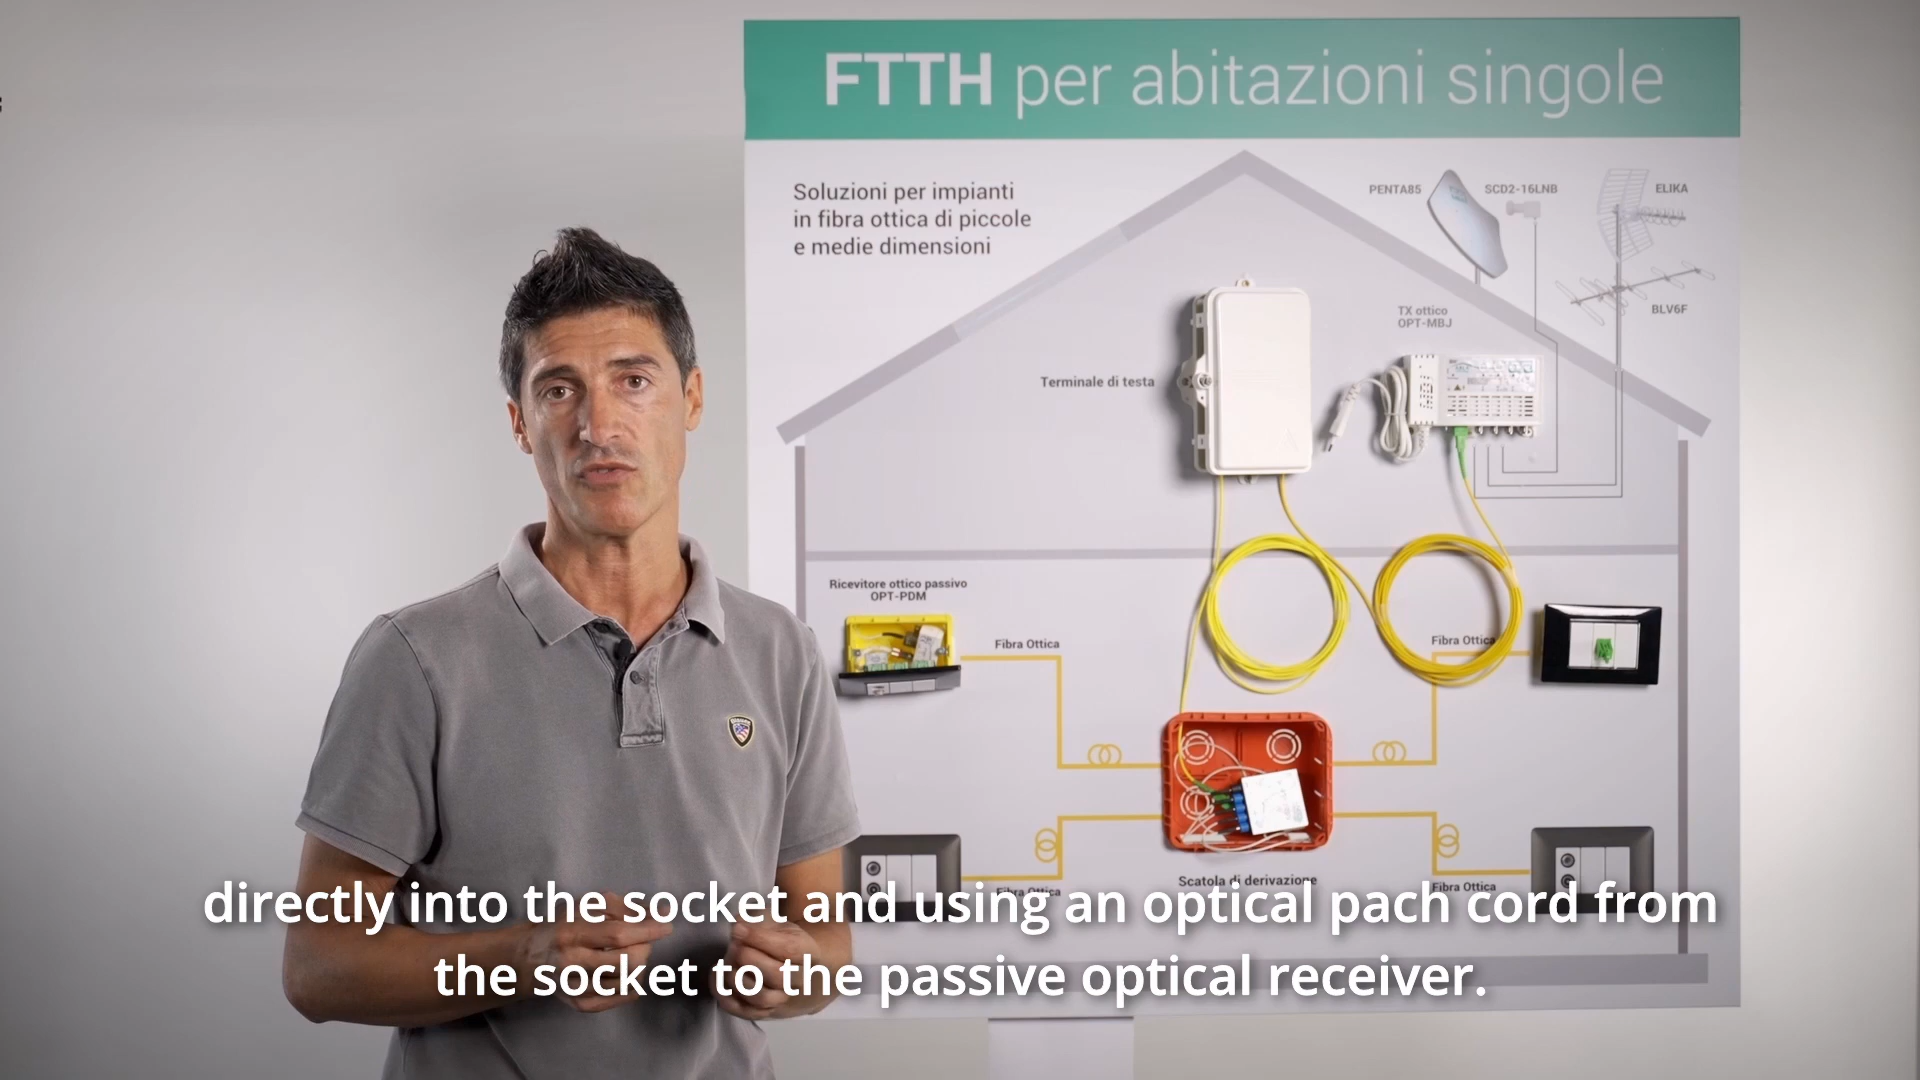 FTTH per abitazioni singole
Soluzioni per impianti
in fibra ottica di piccole
e medie dimensioni
PENTA85
SCD2-16LNB
ELIKA
BLV6F
TX ottico
OPT-MBJ
Terminale di testa
Ricevitore ottico passivo
OPT-PDM
Fibra Ottica
Fibra Ottica
Fibra Ottica
Scatola di derivazione
Fibra Ottica
directly into the socket and using an optical pach cord from
the socket to the passive optical receiver.